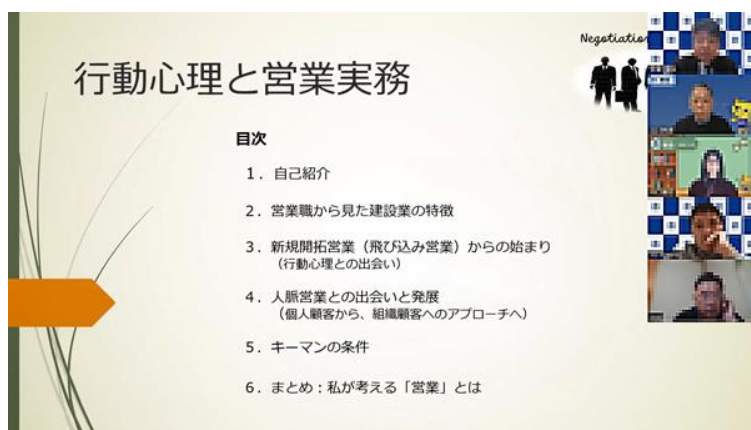 Negotiation
行動心理と営業実務
目次
1．自己紹介
2．営業職から見た建設業の特徴
3．新規開拓営業（飛び込み営業）からの始まり
（行動心理との出会い）
4．人脈営業との出会いと発展
（個人顧客から、組織顧客へのアプローチへ）
5．キーマンの条件
6．まとめ：私が考える「営業」とは